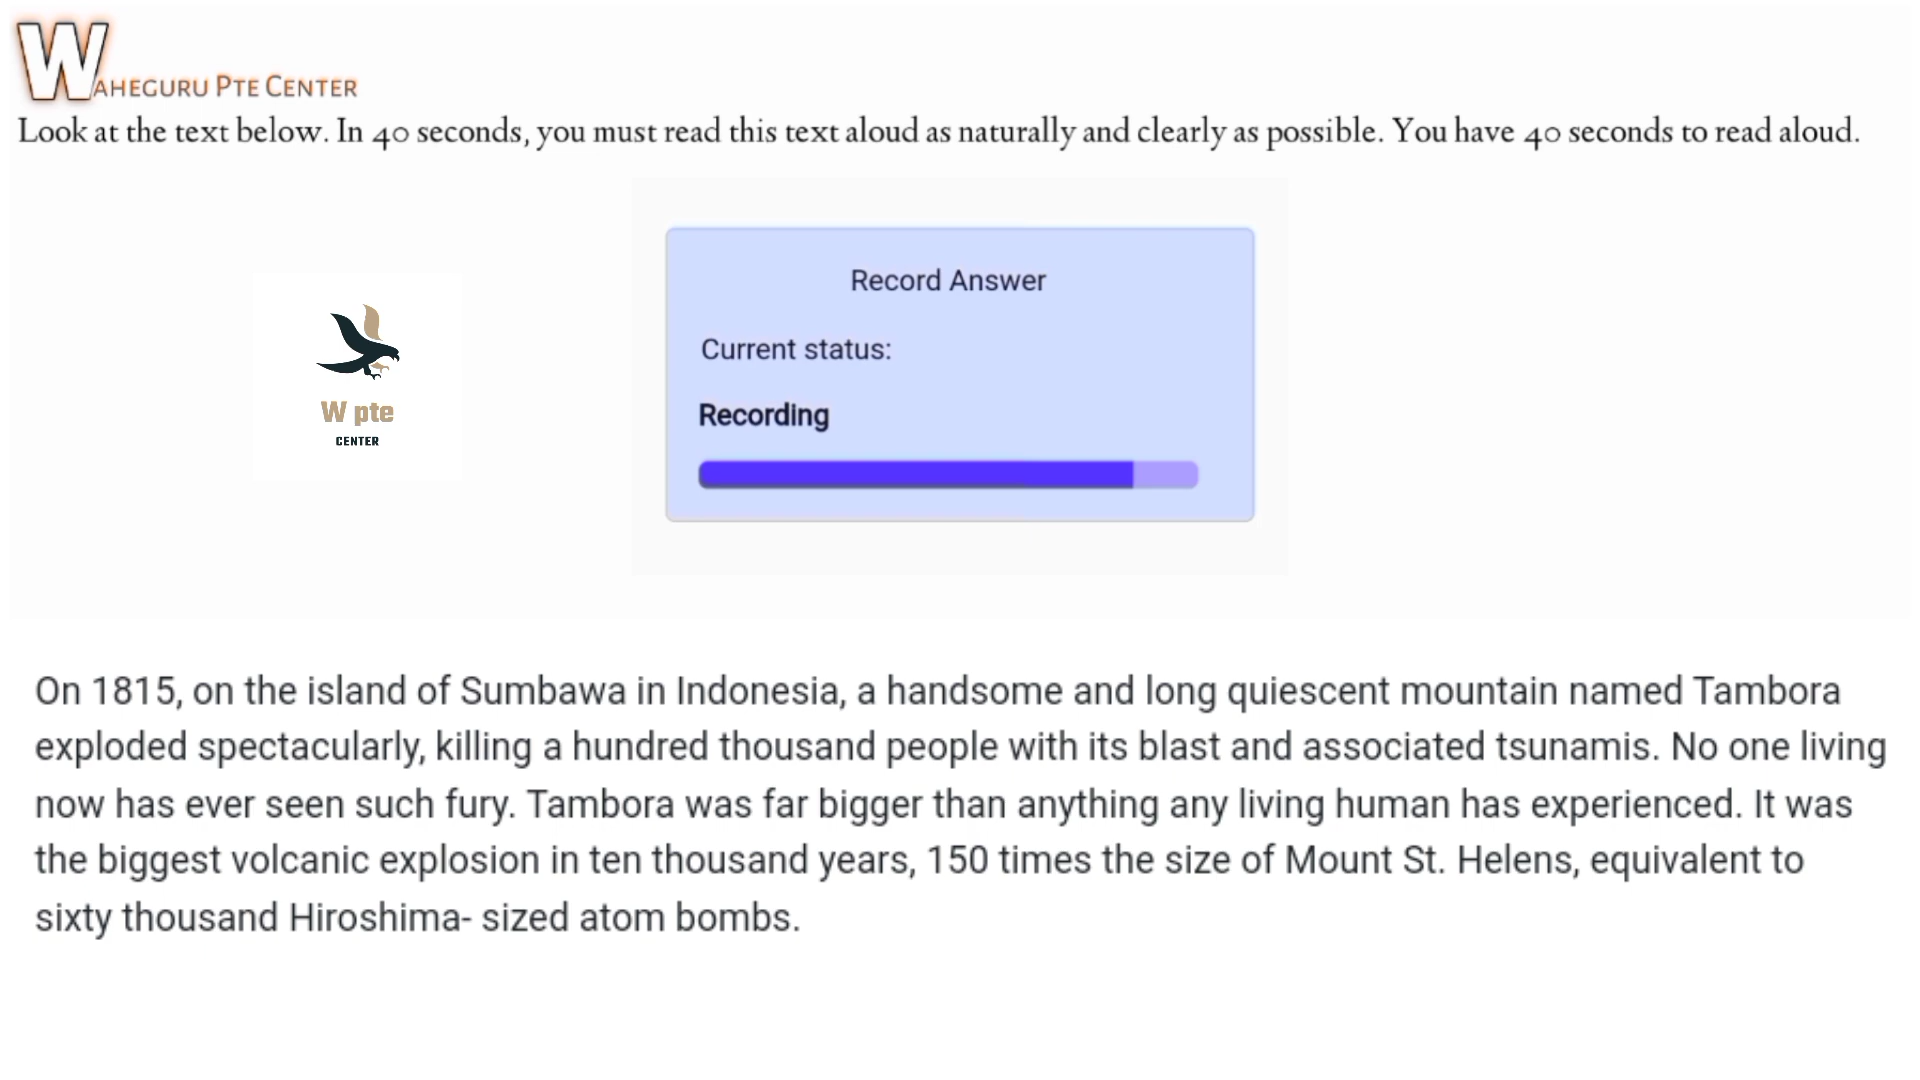 WAHEGURU PTE CENTER
Look at the text below. In 40 seconds, you must read this text aloud as naturally and clearly as possible. You have 40 seconds to read aloud.
Record Answer
Current status:
Recording
W pte
CENTER
On 1815, on the island of Sumbawa in Indonesia, a handsome and long quiescent mountain named Tambora
exploded spectacularly, killing a hundred thousand people with its blast and associated tsunamis. No one living
now has ever seen such fury. Tambora was far bigger than anything any living human has experienced. It was
the biggest volcanic explosion in ten thousand years, 150 times the size of Mount St. Helens, equivalent to
sixty thousand Hiroshima- sized atom bombs.